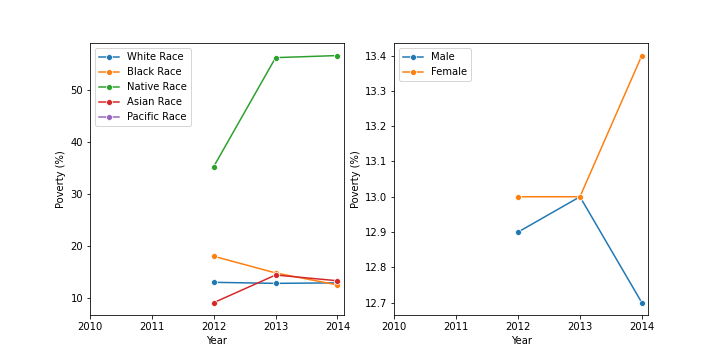 White Race
Black Race
Native Race
Asian Race
Pacific Race
Poverty (%)
50
40
30
20
10
2010 2011 2012 2013 2014
Year
Male
Female
Poverty (%)
13.4
13.3
13.2
13.1
13.0
12.9
12.8
12.7
2010 2011 2012 2013 2014
Year